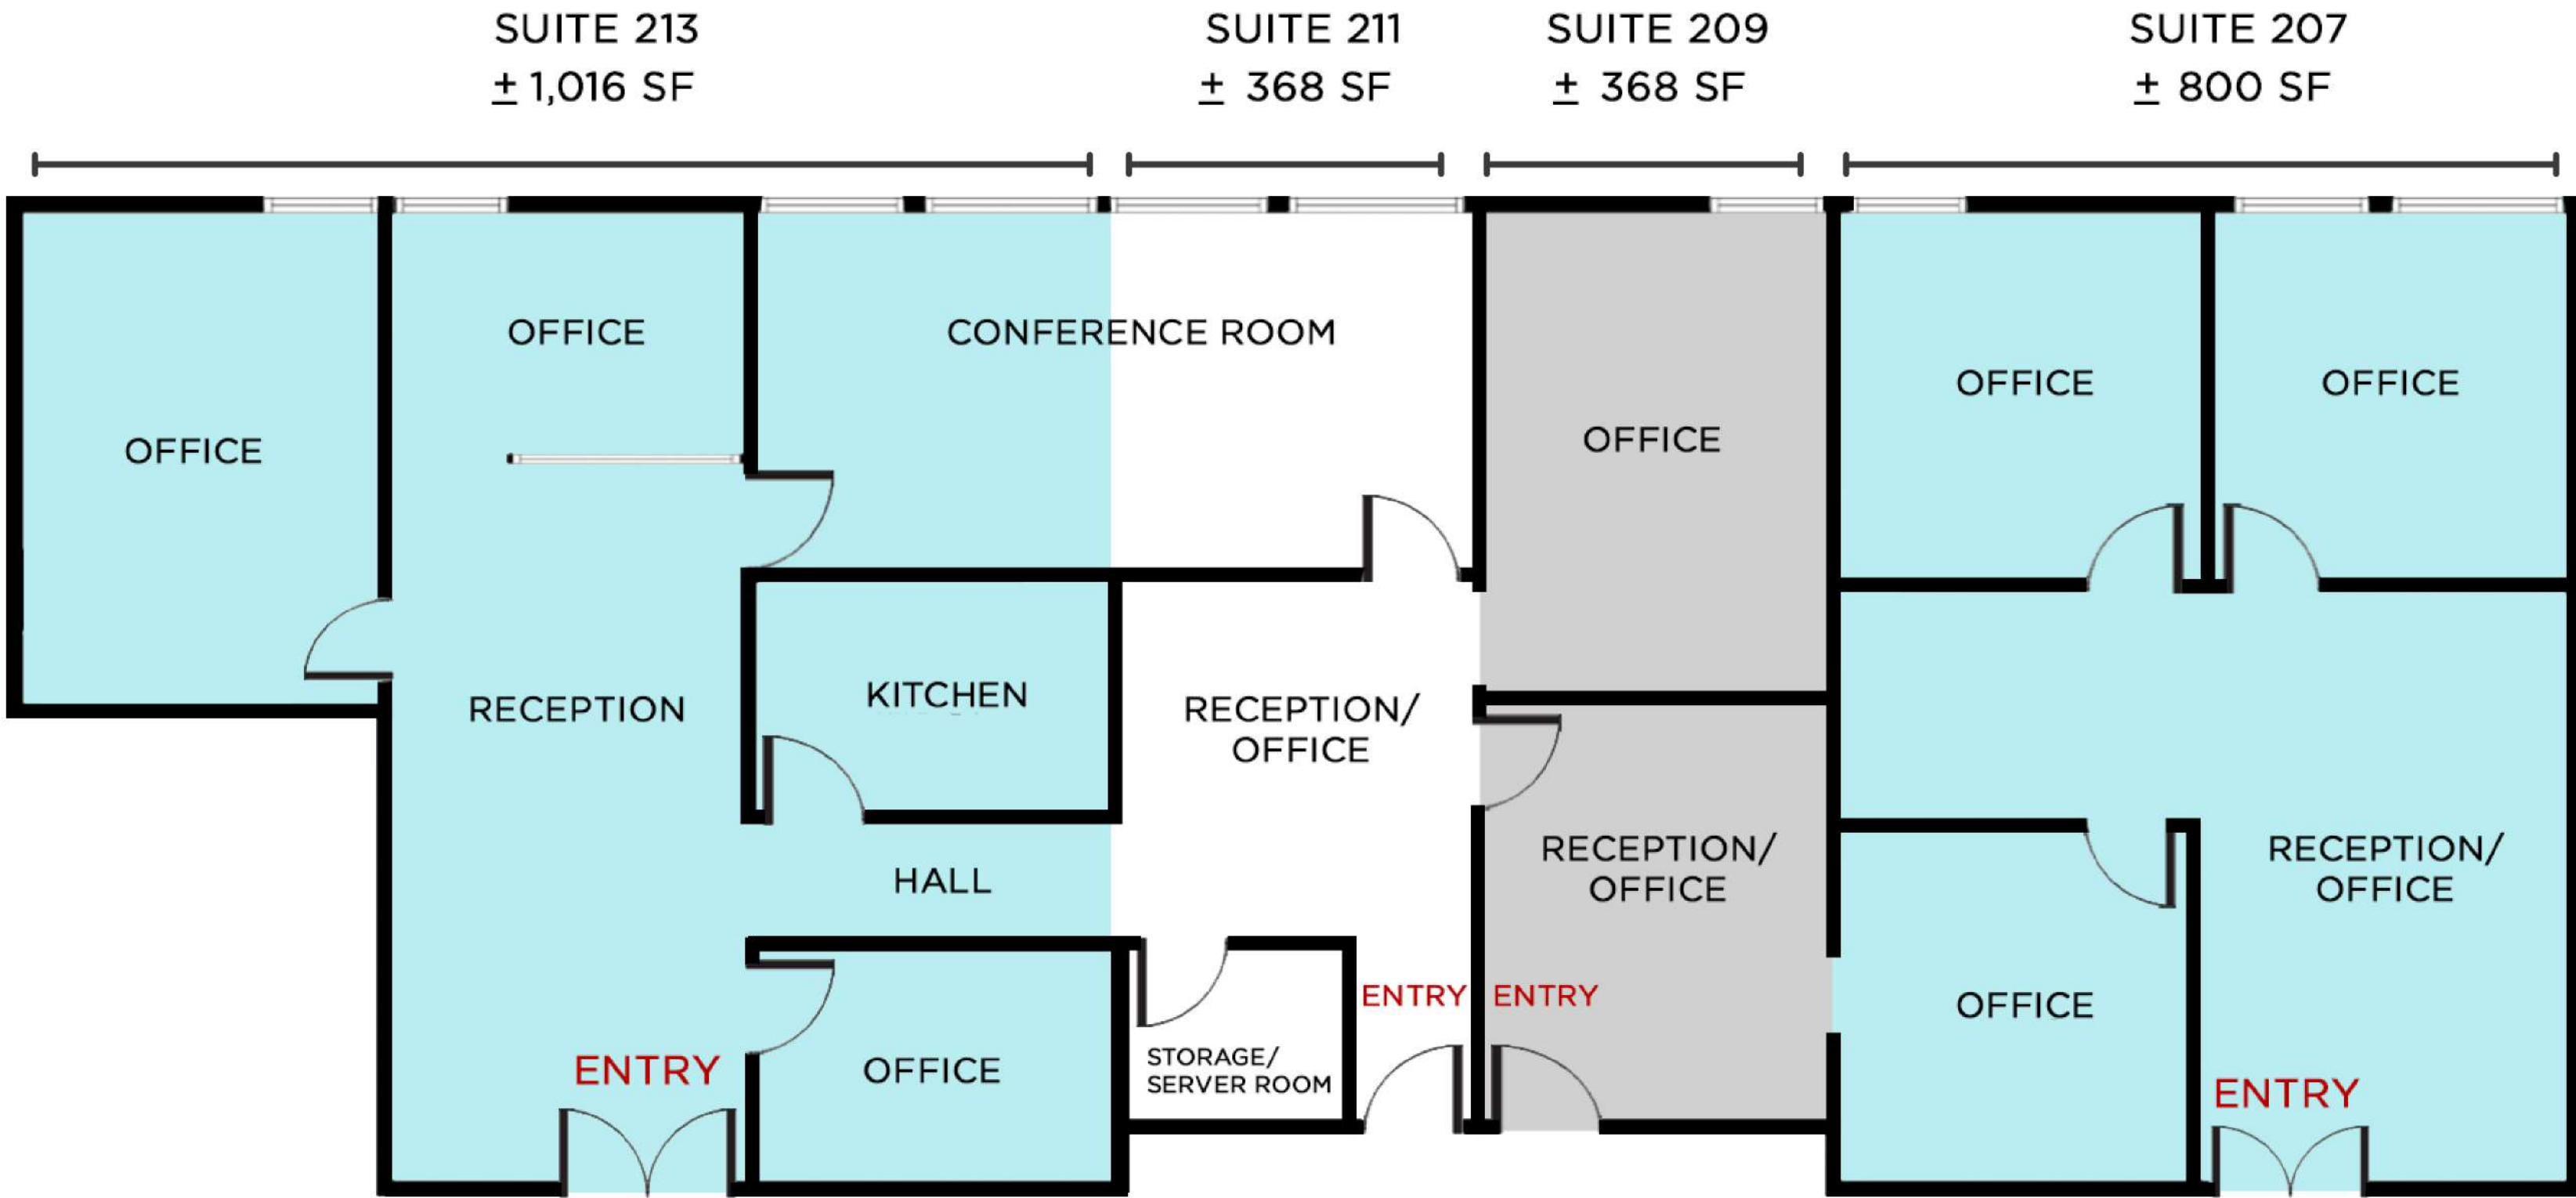 SUITE 213
± 1,016 SF
SUITE 211
± 368 SF
SUITE 209
± 368 SF
SUITE 207
± 800 SF
OFFICE
OFFICE
CONFERENCE ROOM
OFFICE
OFFICE
OFFICE
RECEPTION
KITCHEN
RECEPTION/
OFFICE
HALL
RECEPTION/
OFFICE
RECEPTION/
OFFICE
ENTRY
ENTRY
OFFICE
ENTRY
OFFICE
STORAGE/
SERVER ROOM
ENTRY